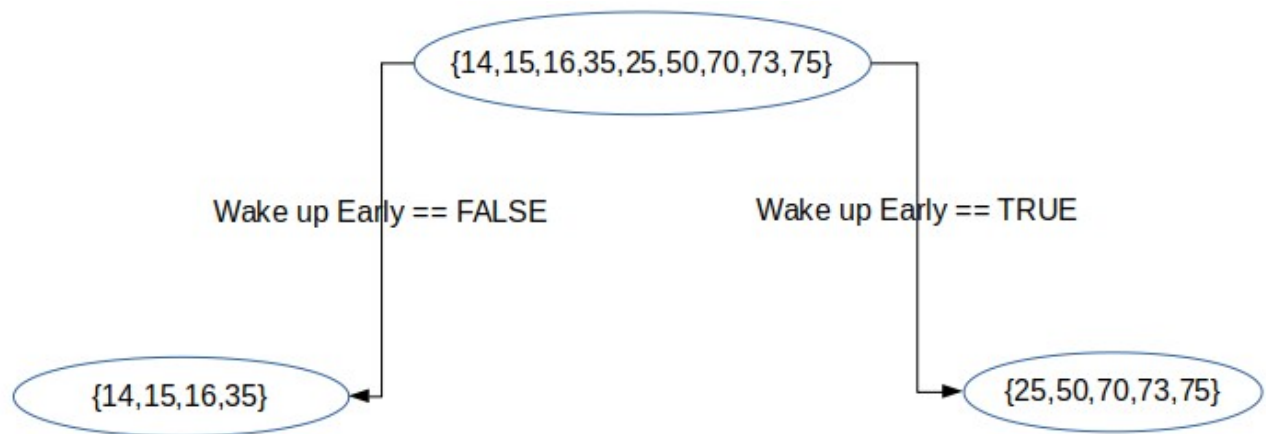 {14,15,16,35,25,50,70,73,75}
Wake up Early == FALSE
Wake up Early == TRUE
{14,15,16,35}
{25,50,70,73,75}